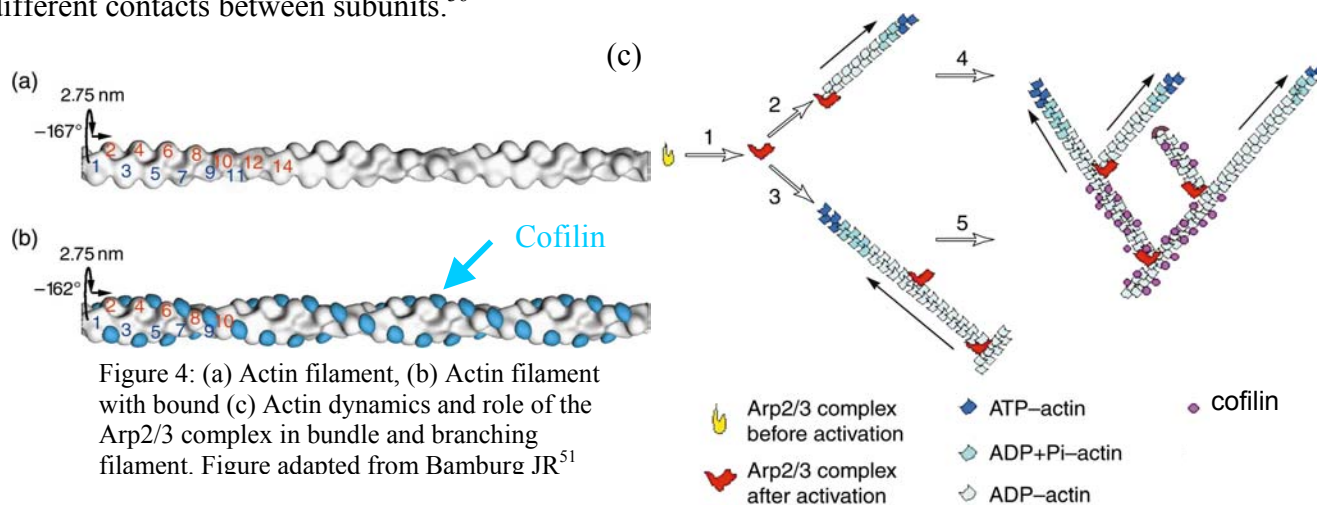 different contacts between subunits.50
(a)
2.75 nm
–167°
2 4 6 8 10 12 14
1 3 5 7 9 11
(b)
2.75 nm
Cofilin
–162°
2 4 6 8 10
1 3 5 7 9
Figure 4: (a) Actin filament, (b) Actin filament
with bound (c) Actin dynamics and role of the
Arp2/3 complex in bundle and branching
filament. Figure adapted from Bamburg JR51
(c)
1
2
3
4
5
Arp2/3 complex
before activation
Arp2/3 complex
after activation
ATP–actin
ADP+Pi–actin
ADP–actin
cofilin